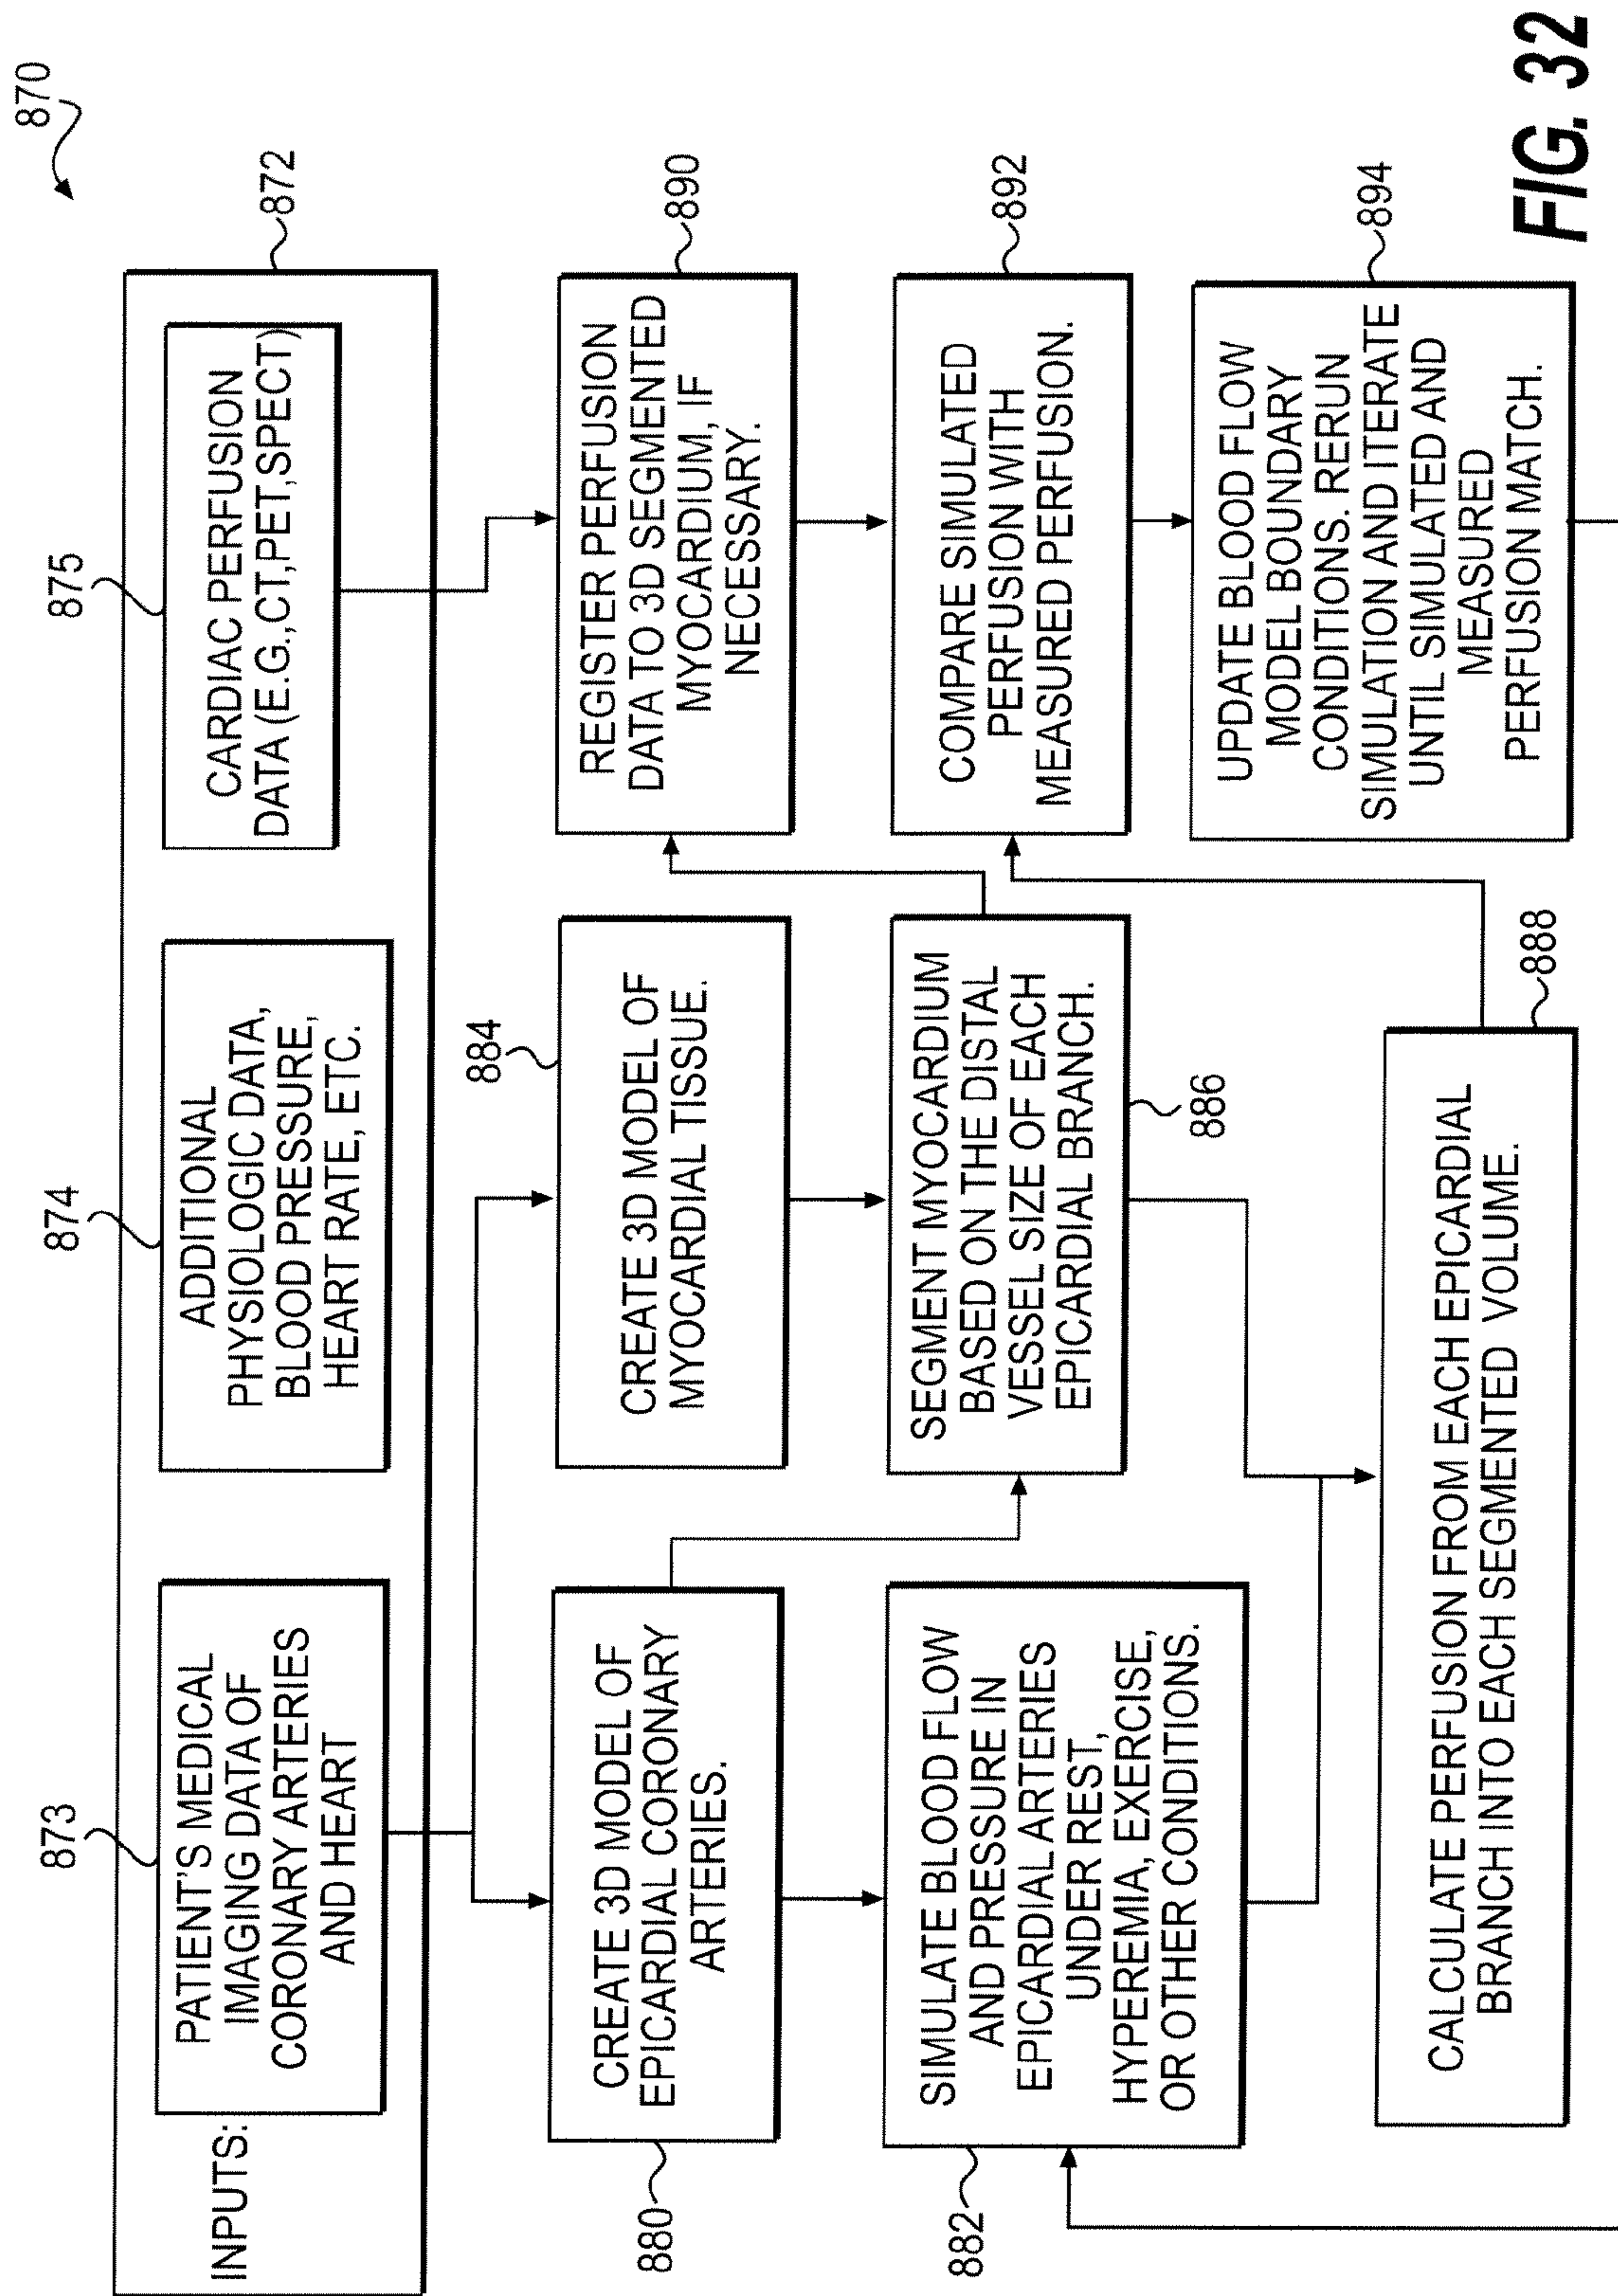 870
872
INPUTS:
873
PATIENT'S MEDICAL
IMAGING DATA OF
CORONARY ARTERIES
AND HEART
874
ADDITIONAL
PHYSIOLOGIC DATA,
BLOOD PRESSURE,
HEART RATE, ETC.
875
CARDIAC PERFUSION
DATA (E.G.,CT,PET,SPECT)
880
CREATE 3D MODEL OF
EPICARDIAL CORONARY
ARTERIES.
884
CREATE 3D MODEL OF
MYOCARDIAL TISSUE.
890
REGISTER PERFUSION
DATA TO 3D SEGMENTED
MYOCARDIUM, IF
NECESSARY.
882
SIMULATE BLOOD FLOW
AND PRESSURE IN
EPICARDIAL ARTERIES
UNDER REST,
HYPEREMIA, EXERCISE,
OR OTHER CONDITIONS.
SEGMENT MYOCARDIUM
BASED ON THE DISTAL
VESSEL SIZE OF EACH
EPICARDIAL BRANCH.
886
892
COMPARE SIMULATED
PERFUSION WITH
MEASURED PERFUSION.
888
CALCULATE PERFUSION FROM EACH EPICARDIAL
BRANCH INTO EACH SEGMENTED VOLUME.
894
UPDATE BLOOD FLOW
MODEL BOUNDARY
CONDITIONS. RERUN
SIMULATION AND ITERATE
UNTIL SIMULATED AND
MEASURED
PERFUSION MATCH.
FIG. 32